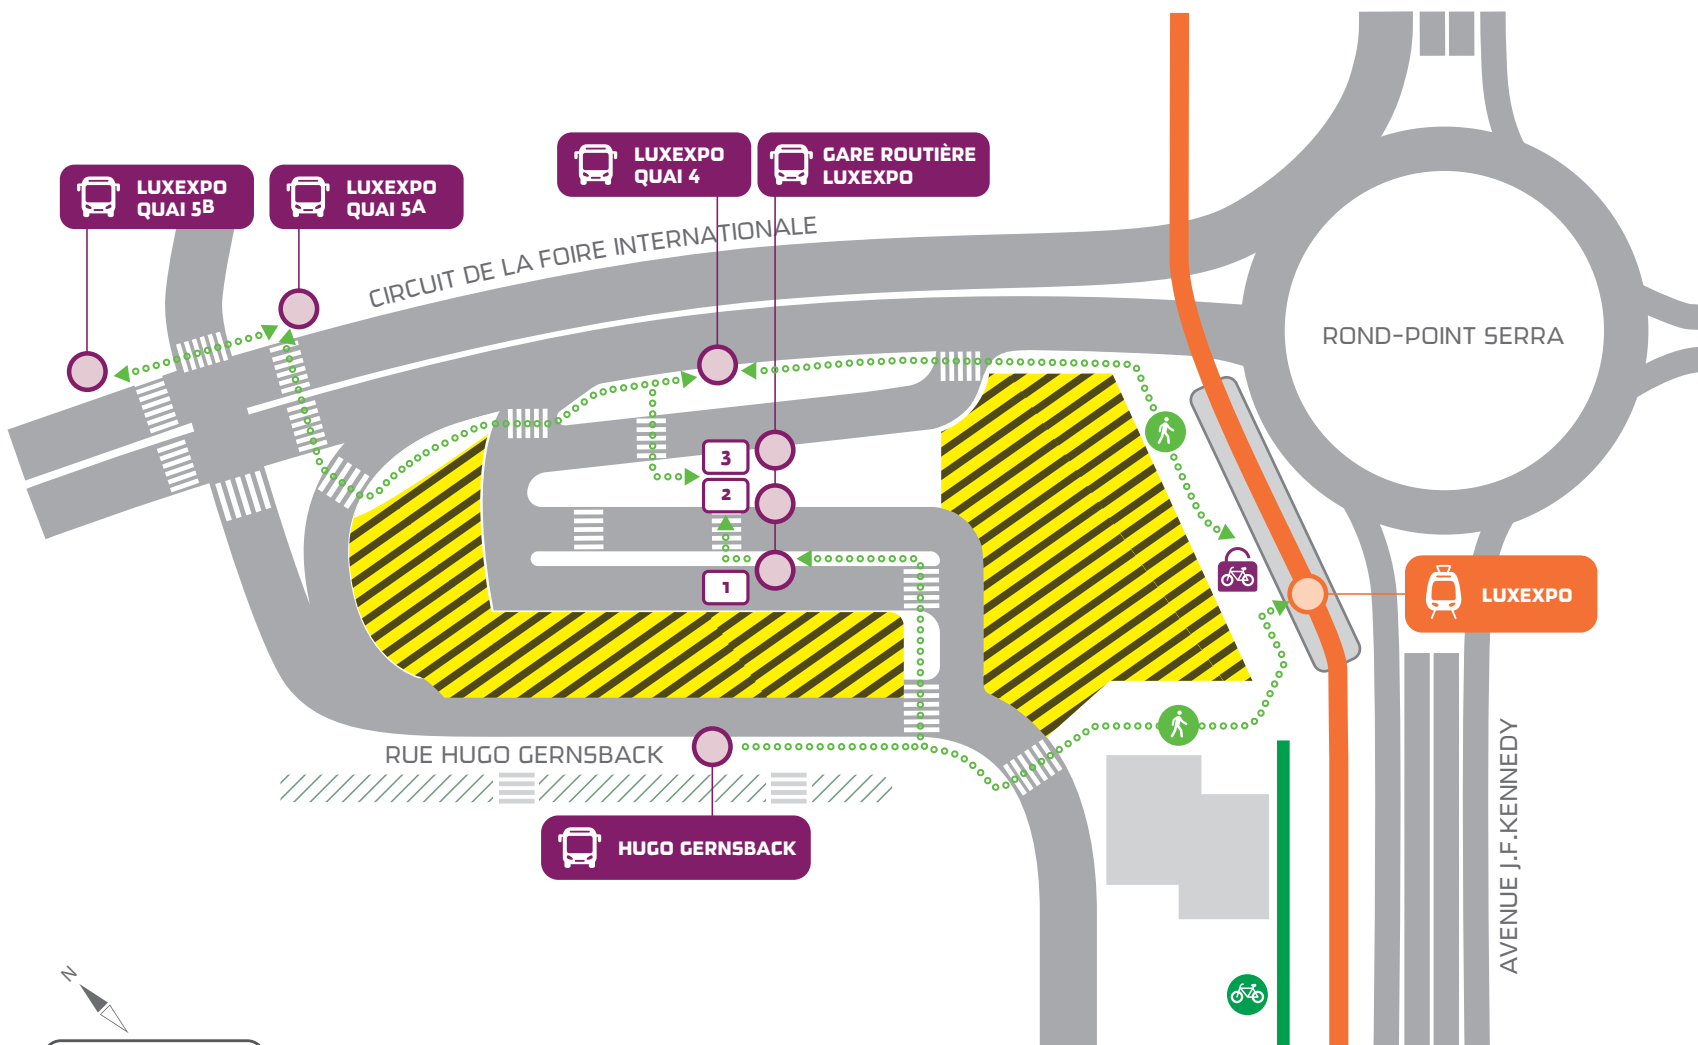 LUXEXPO
QUAI 5B
LUXEXPO
QUAI 5A
LUXEXPO
QUAI 4
GARE ROUTIÈRE
LUXEXPO
CIRCUIT DE LA FOIRE INTERNATIONALE
ROND-POINT SERRA
3
2
1
LUXEXPO
RUE HUGO GERNSBACK
HUGO GERNSBACK
AVENUE J.F.KENNEDY
N